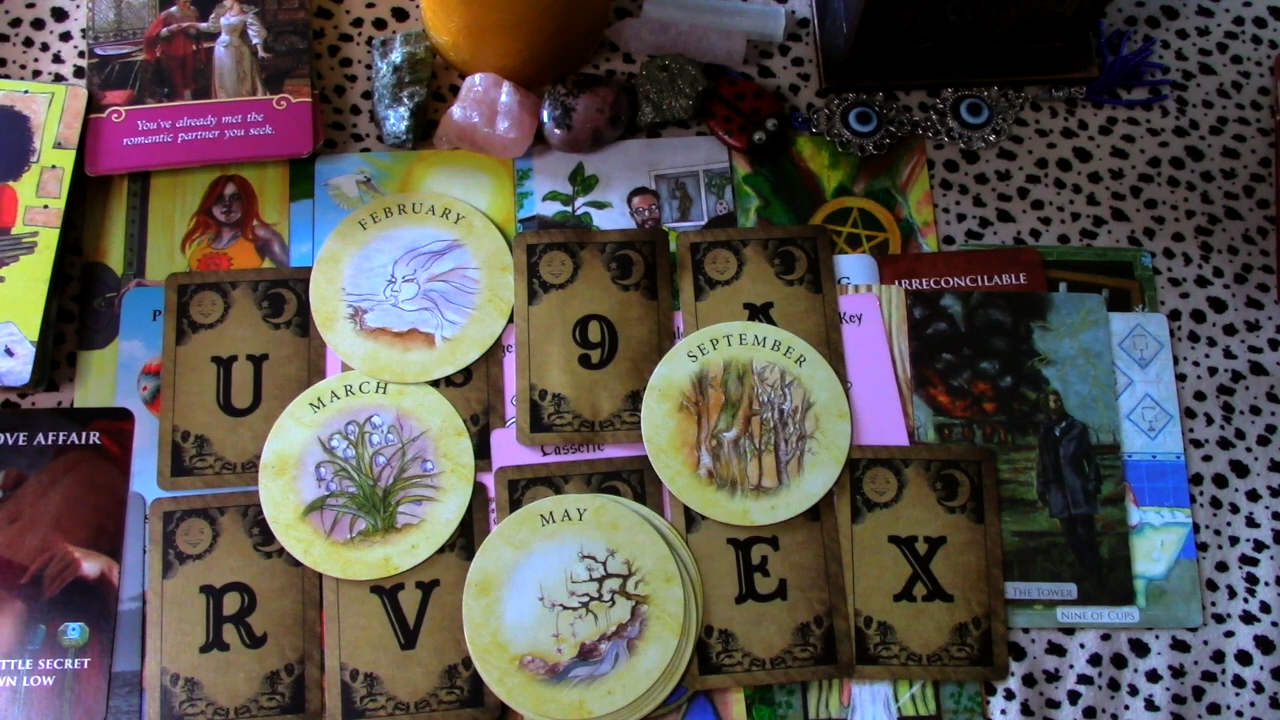 You've already met the
romantic partner you seek.
FEBRUARY
IRRECONCILABLE
Key
U
9
A
SEPTEMBER
MARCH
Cassette
OVE AFFAIR
MAY
R
V
E
X
THE TOWER
NINE OF CUPS
TTLE SECRET
WN LOW